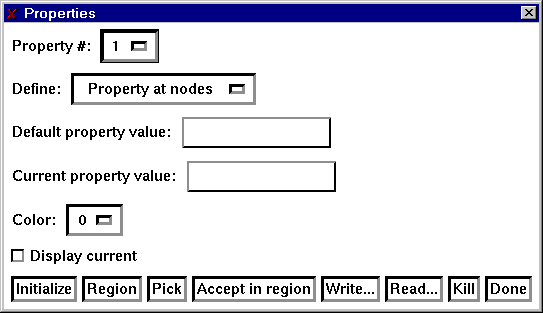 Properties
Property #: 1
Define: Property at nodes
Default property value:
Current property value:
Color: 0
Display current
Initialize Region Pick Accept in region Write... Read... Kill Done